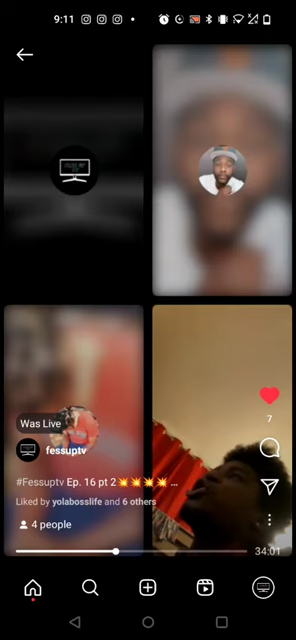 9:11
Was Live
fessuptv
#Fessuptv Ep. 16 pt 2💥💥💥💥 ...
Liked by yolabosslife and 6 others
4 people
7
34:01